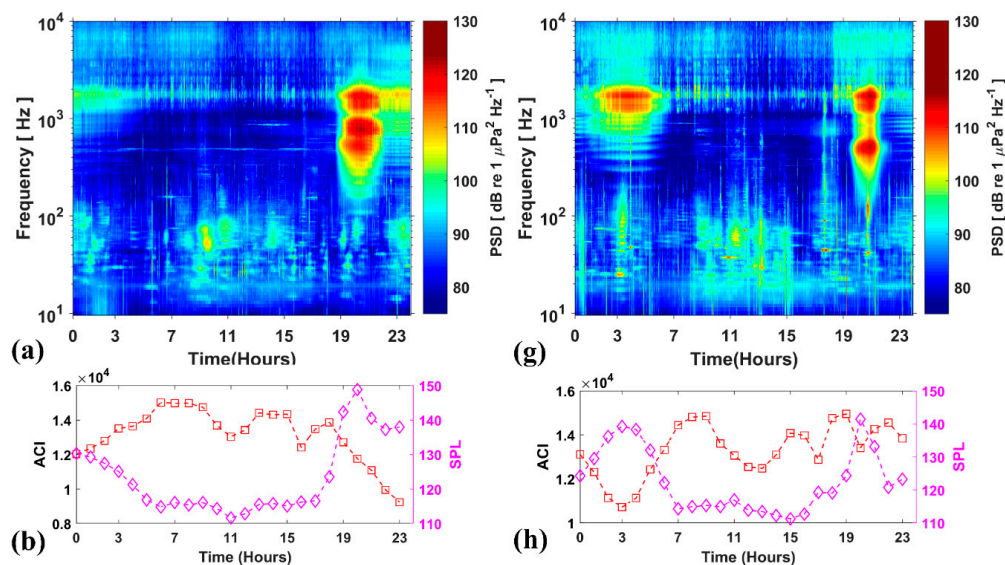 10⁴
10³
10²
10¹
Frequency [ Hz ]
0 3 7 11 15 19 23
Time(Hours)
(a)
130
120
110
100
90
80
PSD [ dB re 1 μPa² Hz⁻¹]
10⁴
10³
10²
10¹
Frequency [ Hz ]
0 3 7 11 15 19 23
Time(Hours)
(g)
130
120
110
100
90
80
PSD [ dB re 1 μPa² Hz⁻¹]
×10⁴
1.6
1.4
1.2
1
0.8
ACI
150
140
130
120
110
SPL
0 3 7 11 15 19 23
Time (Hours)
(b)
×10⁴
1.6
1.4
1.2
1
ACI
150
140
130
120
110
SPL
0 3 7 11 15 19 23
Time (Hours)
(h)